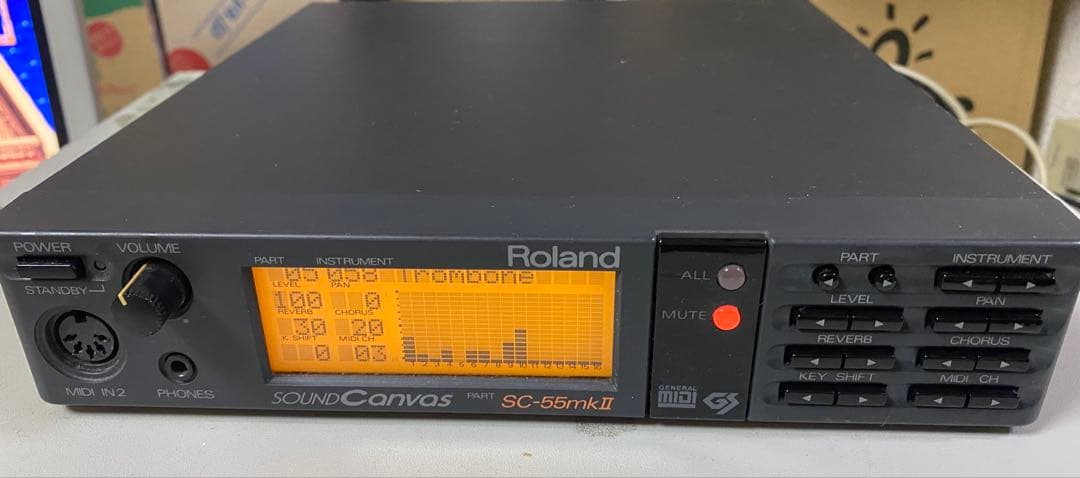 POWER
VOLUME
STANDBY
MIDI IN 2
PHONES
PART INSTRUMENT
058 Trombone
LEVEL PAN
100 0
REVERB CHORUS
30 20
K SHIFT MIDI CH
0 03
1 2 3 4 5 6 7 8 9 10 11 12 13 14 15 16
Roland
SOUND Canvas
PART
SC-55mkII
ALL
MUTE
GENERAL
MIDI
GS
PART INSTRUMENT
LEVEL PAN
REVERB CHORUS
KEY SHIFT MIDI CH